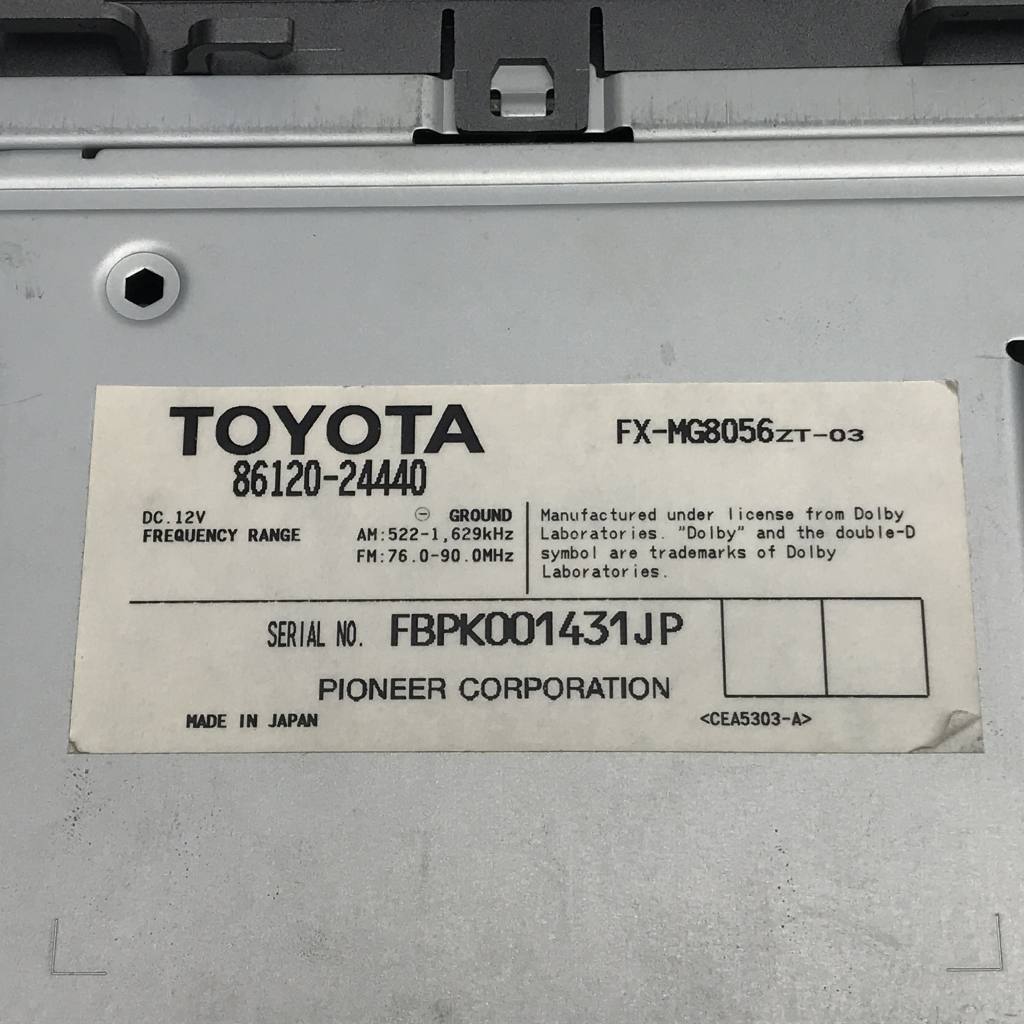 TOYOTA
FX-MG8056ZT-03
86120-24440
DC.12V ⊖ GROUND
FREQUENCY RANGE AM:522-1,629kHz
FM:76.0-90.0MHz
Manufactured under license from Dolby
Laboratories. "Dolby" and the double-D
symbol are trademarks of Dolby
Laboratories.
SERIAL NO. FBPK001431JP
PIONEER CORPORATION
MADE IN JAPAN <CEA5303-A>